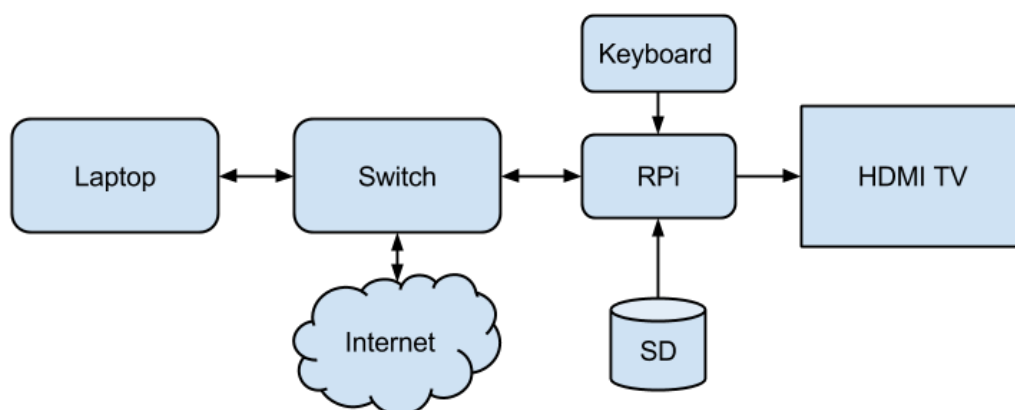 Keyboard
Laptop
Switch
RPi
HDMI TV
Internet
SD